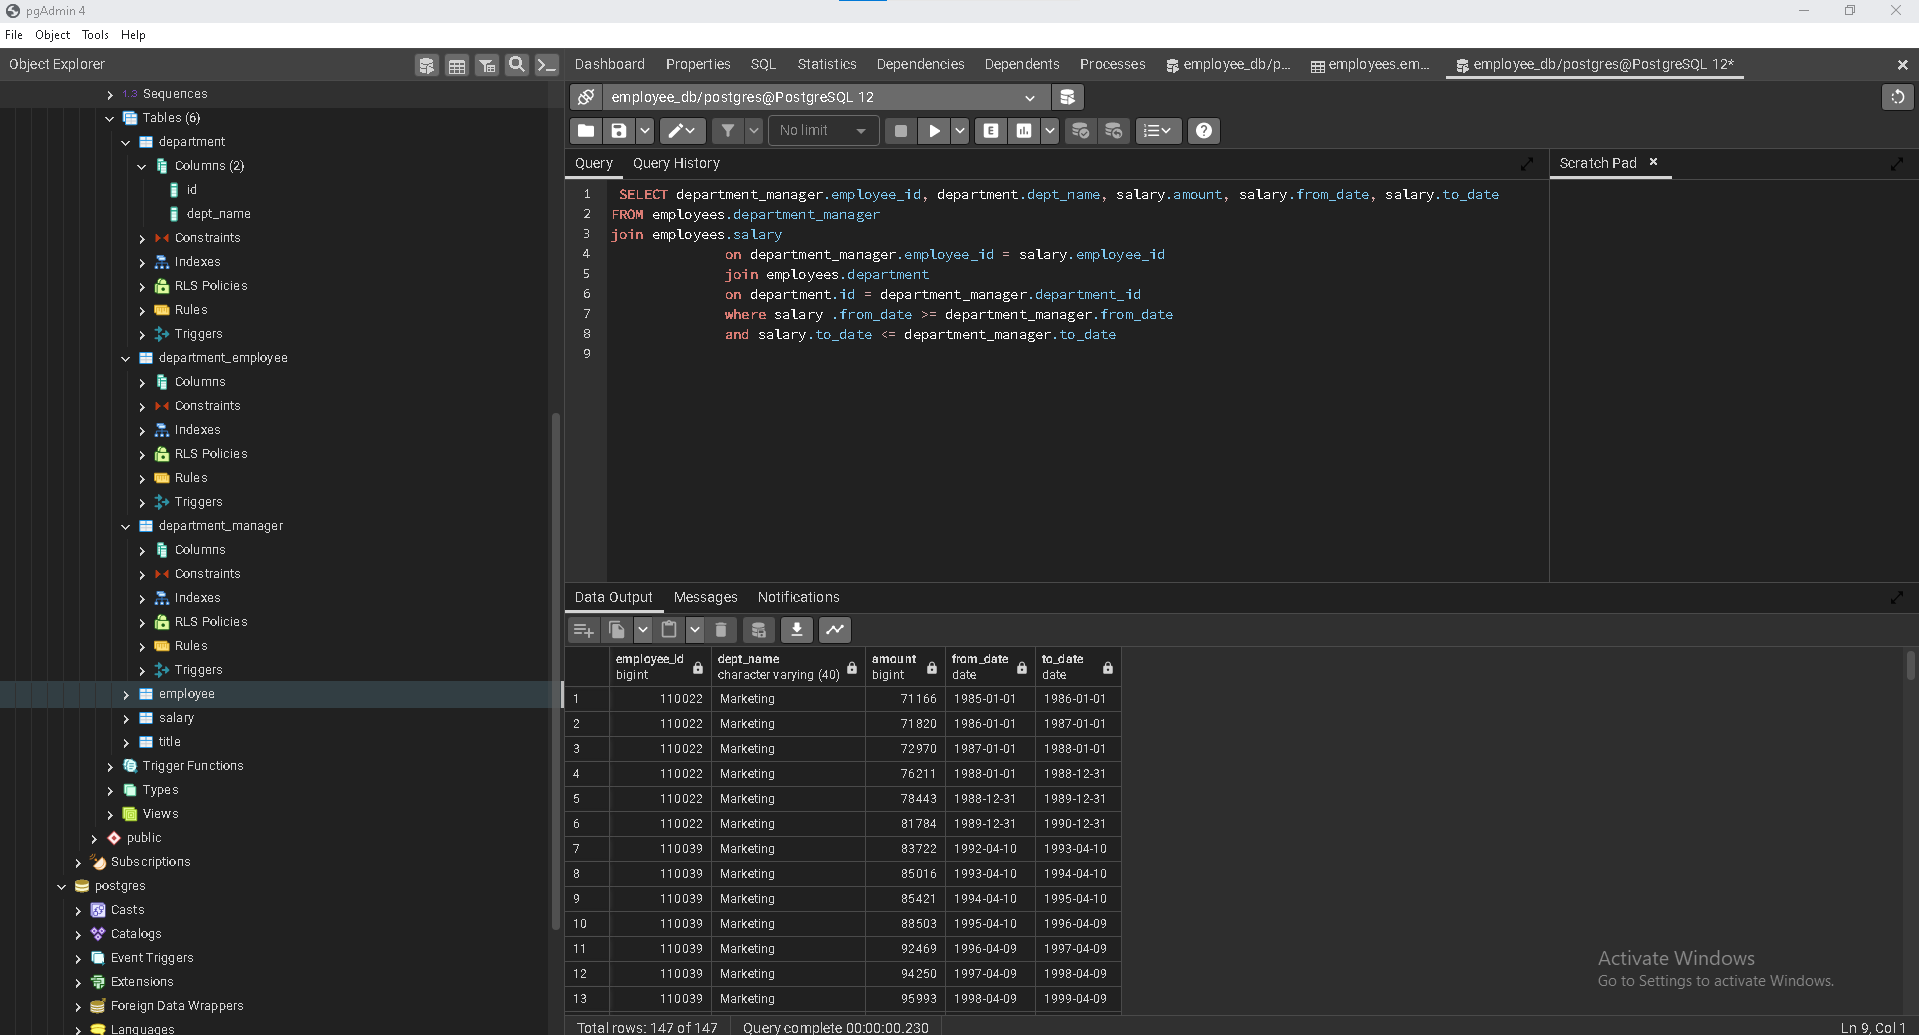 pgAdmin 4
File Object Tools Help
Object Explorer
Dashboard Properties SQL Statistics Dependencies Dependents Processes employee_db/p... employees.em... employee_db/postgres@PostgreSQL 12*
1.3 Sequences
Tables (6)
department
Columns (2)
id
dept_name
Constraints
Indexes
RLS Policies
Rules
Triggers
department_employee
Columns
Constraints
Indexes
RLS Policies
Rules
Triggers
department_manager
Columns
Constraints
Indexes
RLS Policies
Rules
Triggers
employee
salary
title
Trigger Functions
Types
Views
public
Subscriptions
postgres
Casts
Catalogs
Event Triggers
Extensions
Foreign Data Wrappers
Languages
employee_db/postgres@PostgreSQL 12
No limit
E
Query Query History
Scratch Pad
1 SELECT department_manager.employee_id, department.dept_name, salary.amount, salary.from_date, salary.to_date
2 FROM employees.department_manager
3 join employees.salary
4 on department_manager.employee_id = salary.employee_id
5 join employees.department
6 on department.id = department_manager.department_id
7 where salary .from_date >= department_manager.from_date
8 and salary.to_date <= department_manager.to_date
9
Data Output Messages Notifications
employee_id dept_name amount from_date to_date
bigint character varying (40) bigint date date
1 110022 Marketing 71166 1985-01-01 1986-01-01
2 110022 Marketing 71820 1986-01-01 1987-01-01
3 110022 Marketing 72970 1987-01-01 1988-01-01
4 110022 Marketing 76211 1988-01-01 1988-12-31
5 110022 Marketing 78443 1988-12-31 1989-12-31
6 110022 Marketing 81784 1989-12-31 1990-12-31
7 110039 Marketing 83722 1992-04-10 1993-04-10
8 110039 Marketing 85016 1993-04-10 1994-04-10
9 110039 Marketing 85421 1994-04-10 1995-04-10
10 110039 Marketing 88503 1995-04-10 1996-04-09
11 110039 Marketing 92469 1996-04-09 1997-04-09
12 110039 Marketing 94250 1997-04-09 1998-04-09
13 110039 Marketing 95993 1998-04-09 1999-04-09
Activate Windows
Go to Settings to activate Windows.
Total rows: 147 of 147 Query complete 00:00:00.230 Ln 9, Col 1